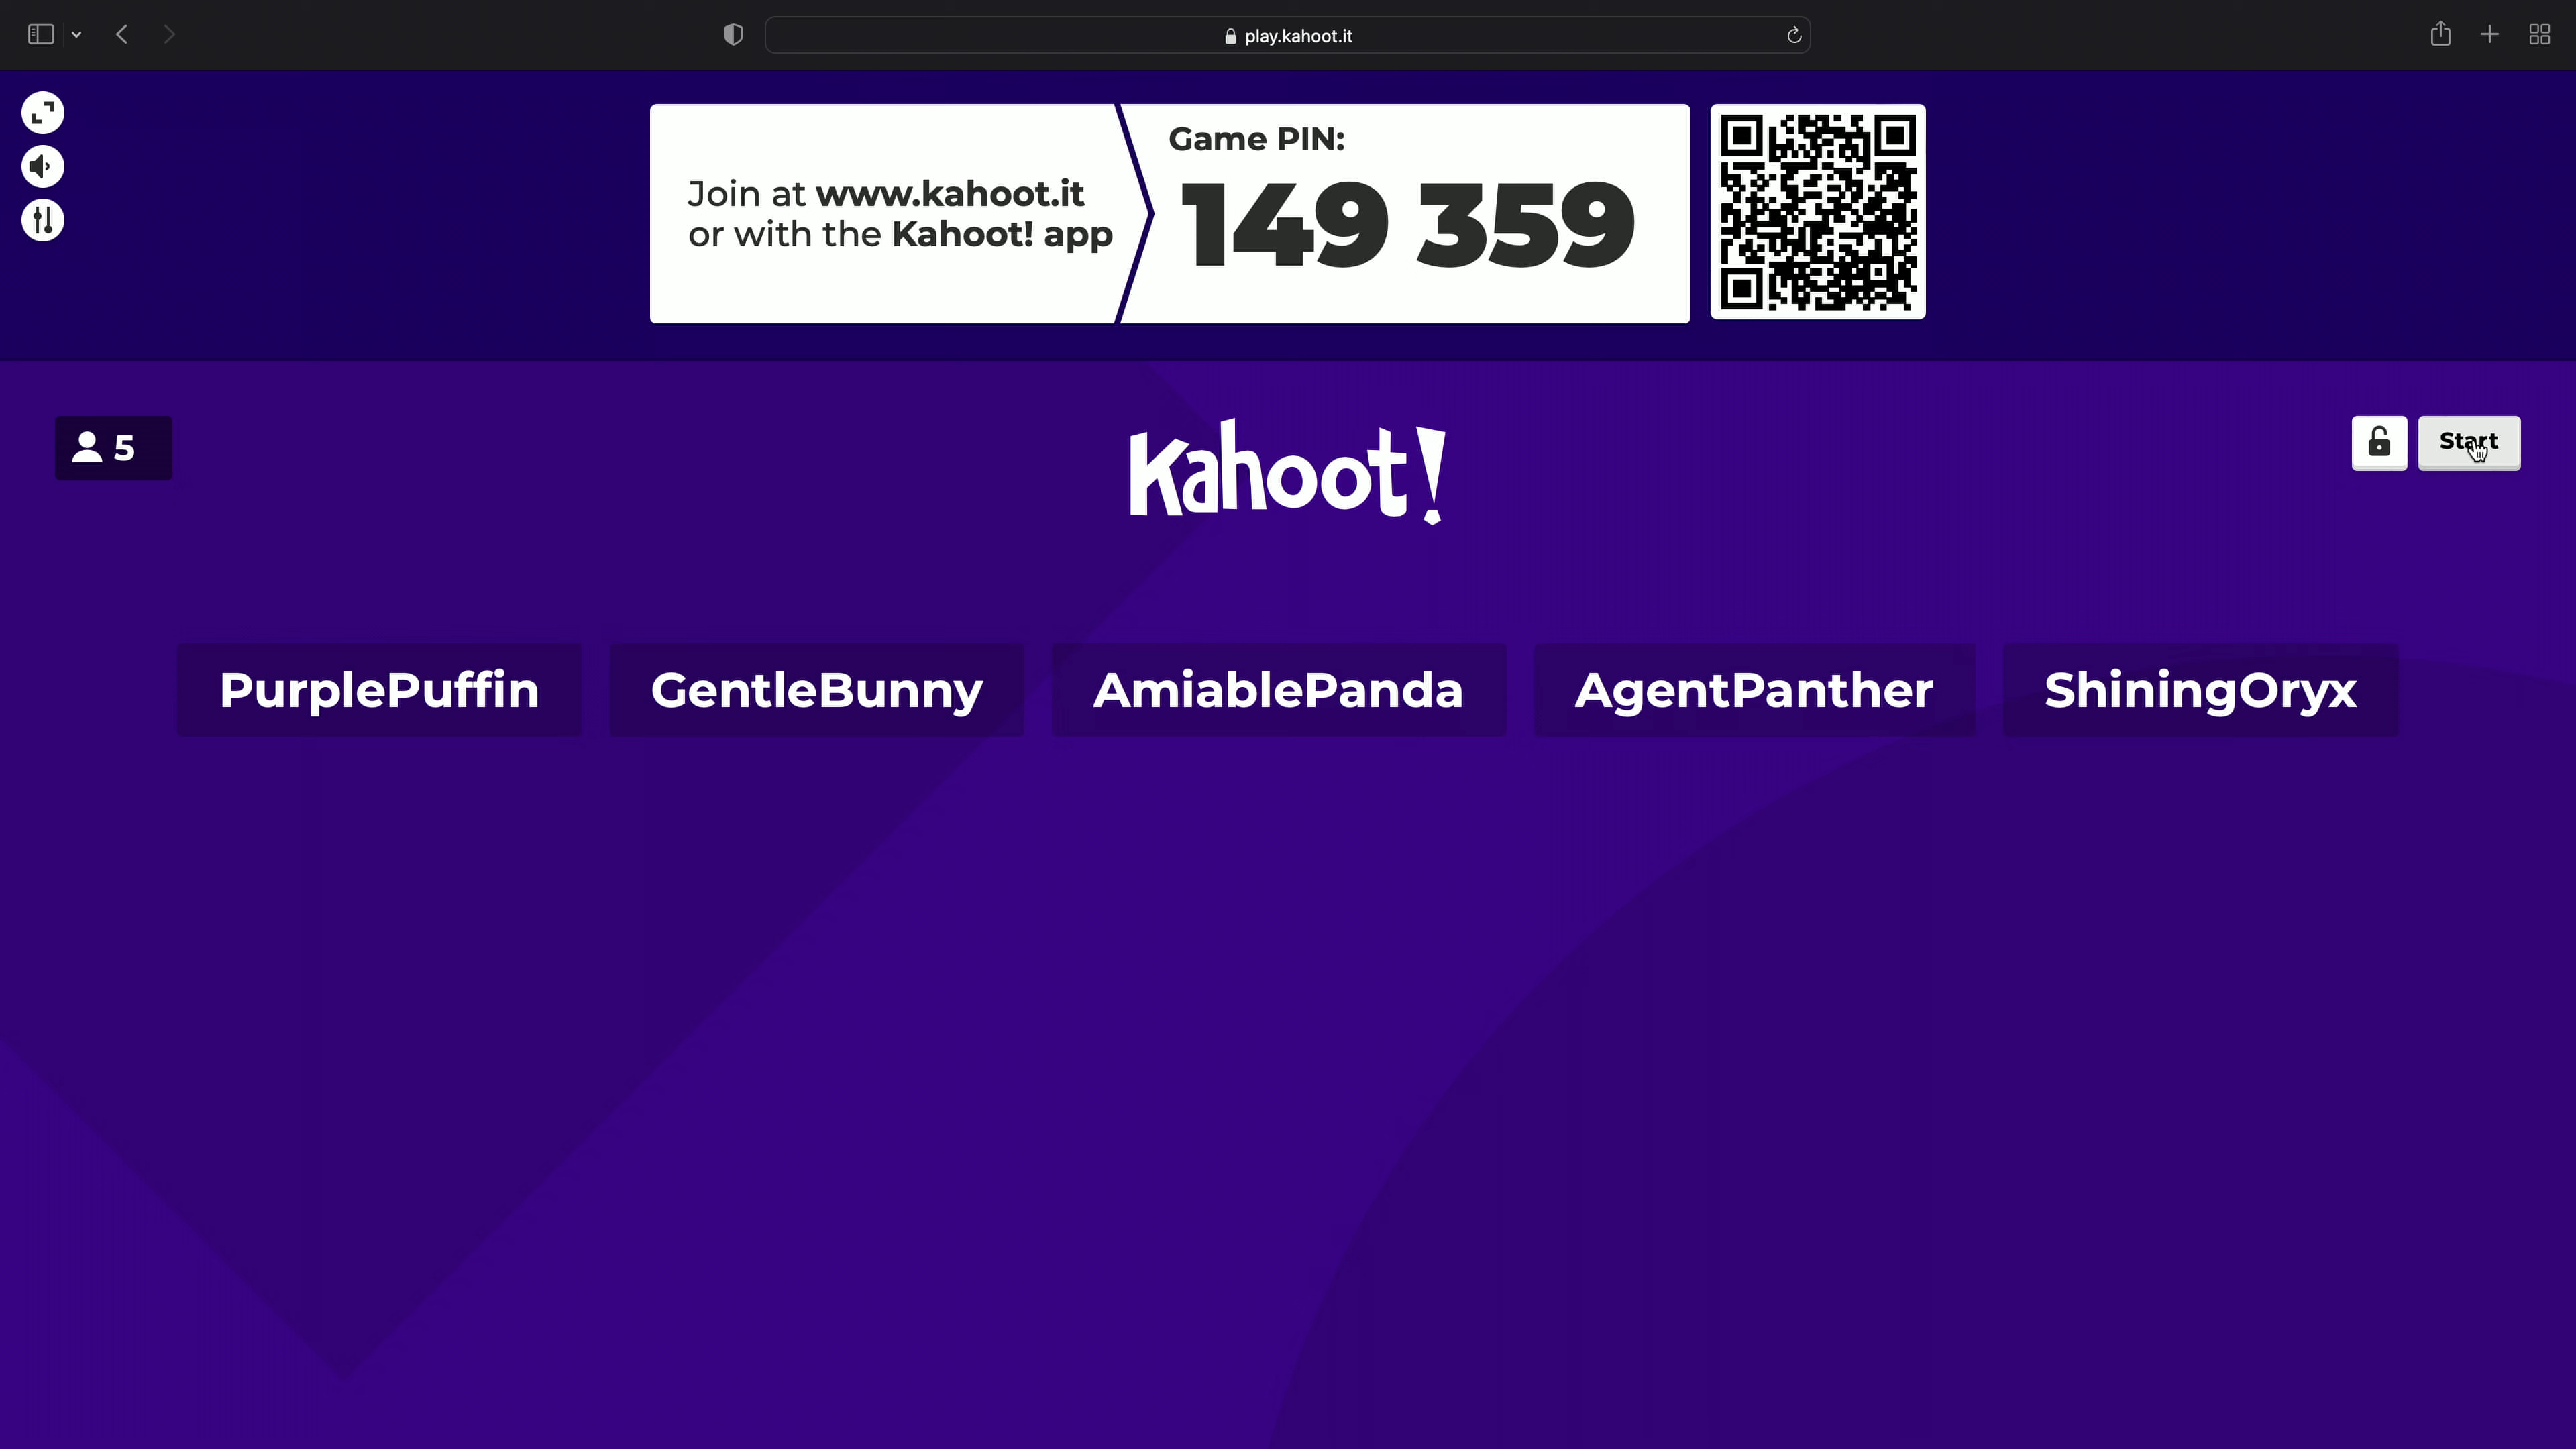 play.kahoot.it
Join at www.kahoot.it
or with the Kahoot! app
Game PIN:
149 359
5
Kahoot!
Start
PurplePuffin
GentleBunny
AmiablePanda
AgentPanther
ShiningOryx